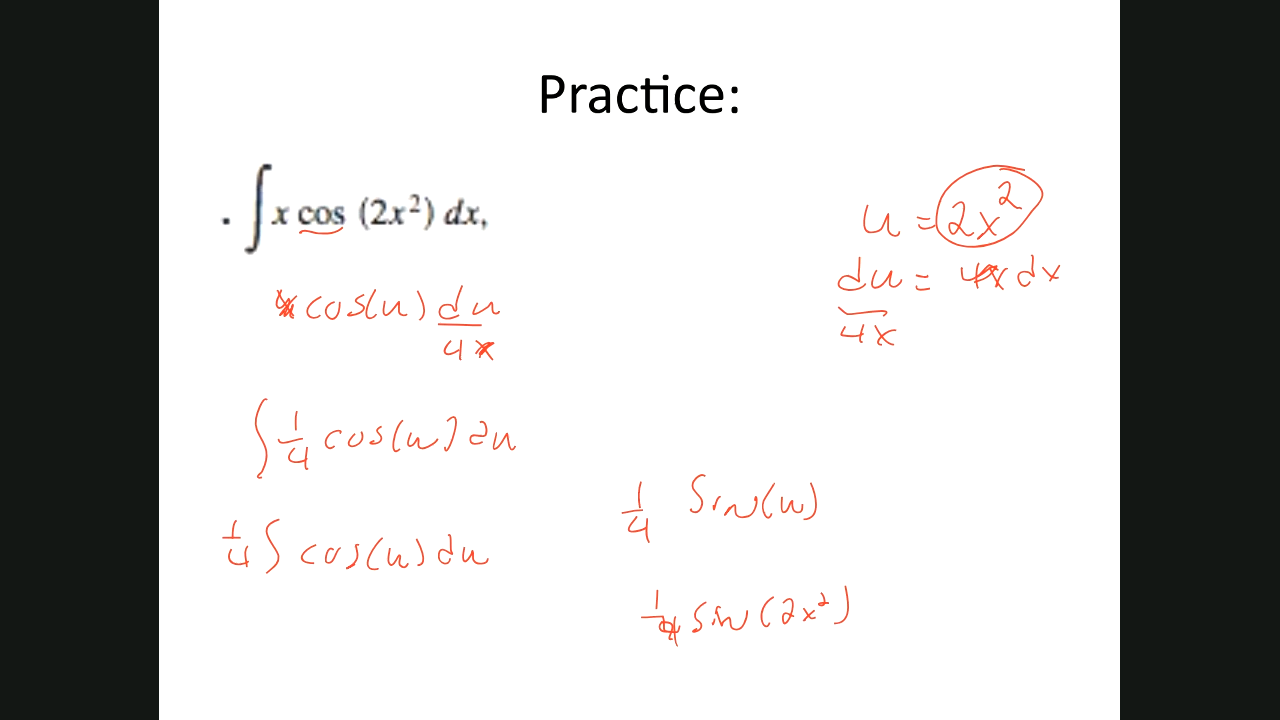 Practice:
. ∫ x cos (2x²) dx,
u = 2x²
du = 4x dx
4x
x cos(u) du
4x
∫ 1/4 cos(u) du
1/4 sin(u)
1/4 ∫ cos(u) du
1/4 sin(2x²)